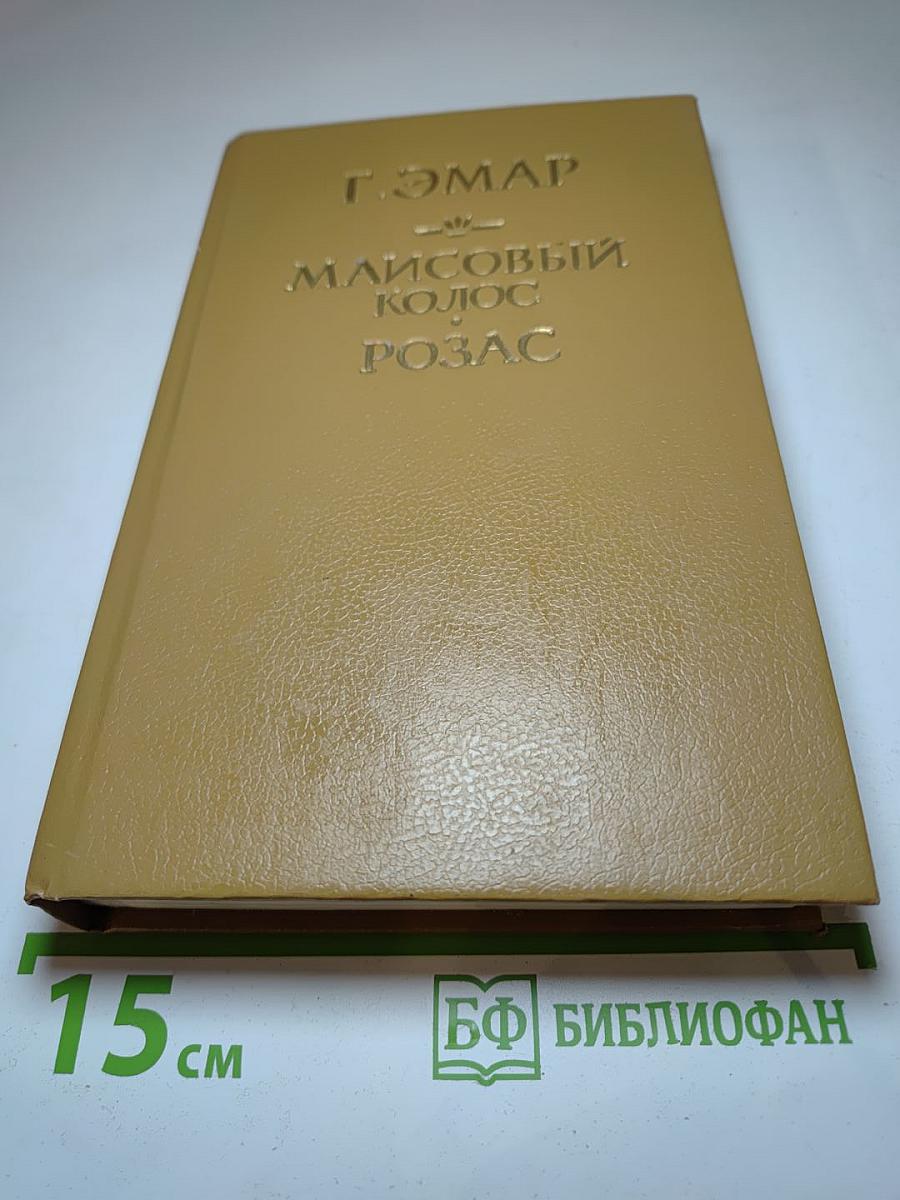 Г. ЭМАР
МАИСОВЫЙ
КОЛОС
•
РОЗАС
15 см
БФ БИБЛИОФАН